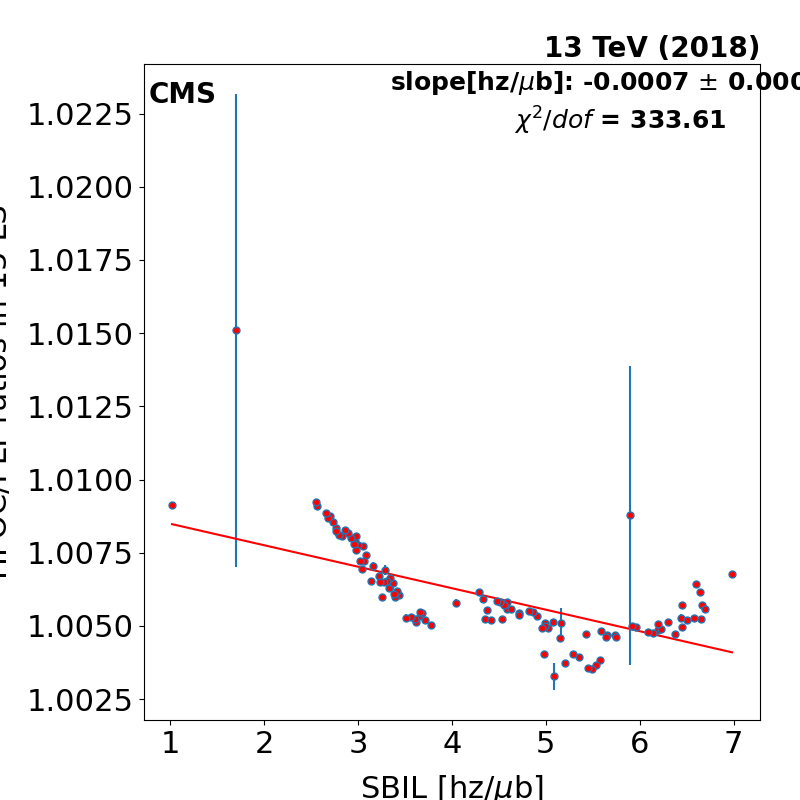 13 TeV (2018)
CMS
slope[hz/μb]: -0.0007 ± 0.000
χ²/dof = 333.61
1.0225
1.0200
1.0175
1.0150
1.0125
1.0100
1.0075
1.0050
1.0025
1 2 3 4 5 6 7
SBIL [hz/μb]